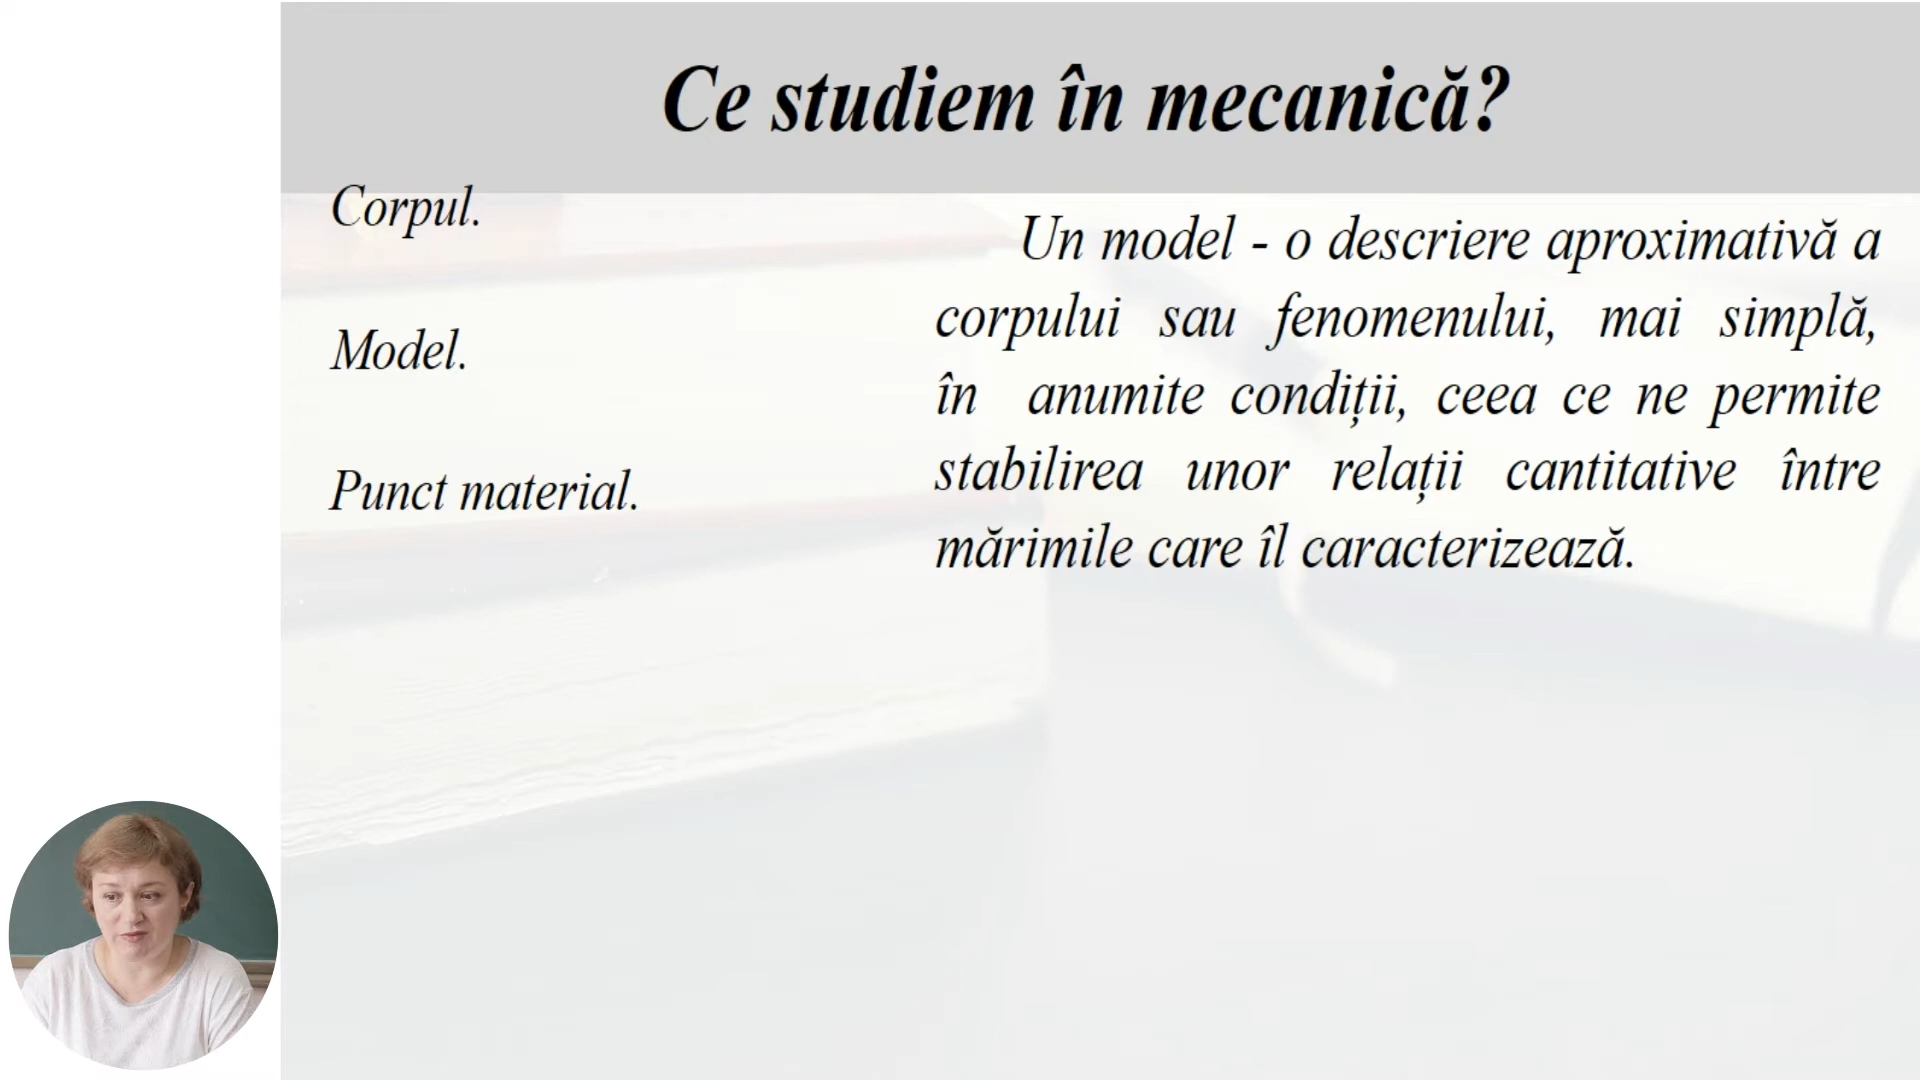 Ce studiem în mecanică?
Corpul.
Model.
Punct material.
Un model - o descriere aproximativă a
corpului sau fenomenului, mai simplă,
în anumite condiții, ceea ce ne permite
stabilirea unor relații cantitative între
mărimile care îl caracterizează.